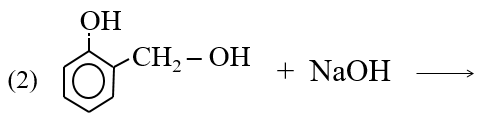 OH
(2) CH₂ – OH + NaOH ⟶